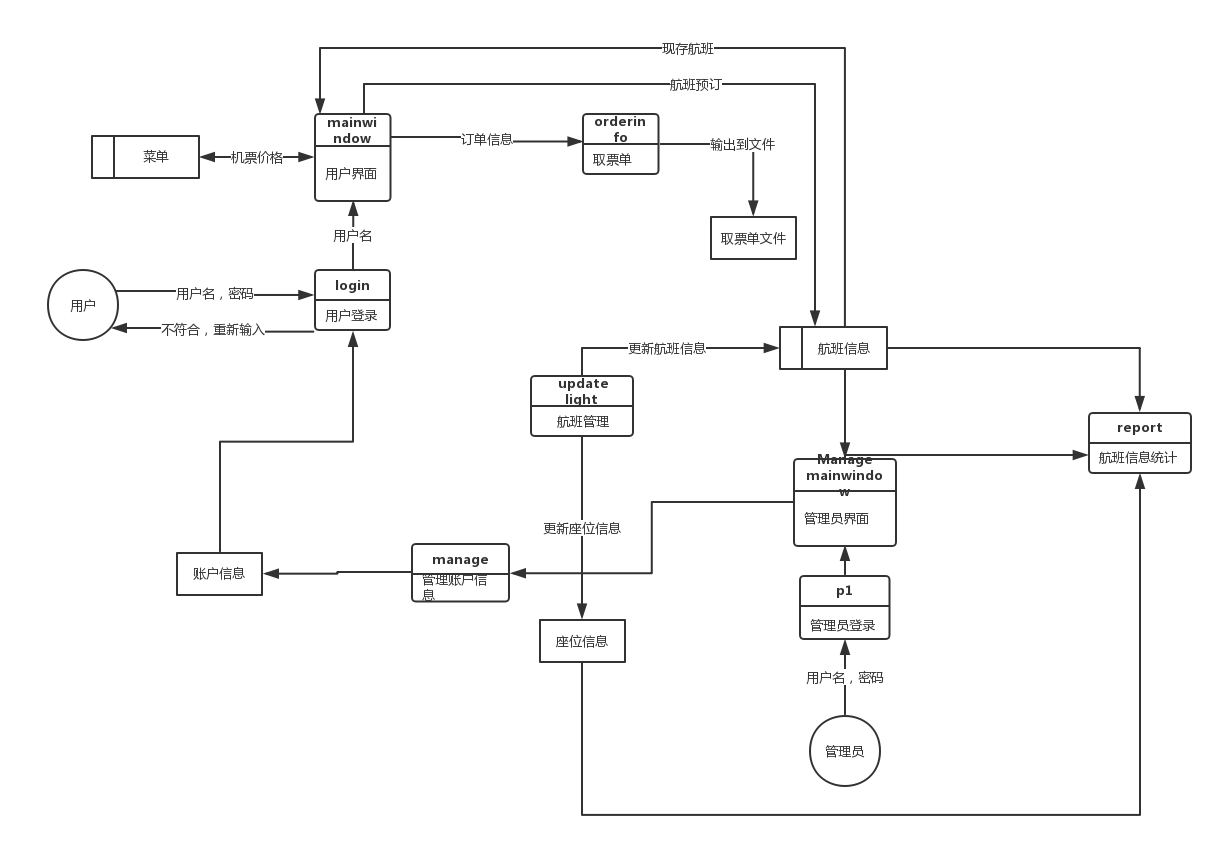 现存航班
航班预订
mainwi
ndow
用户界面
订单信息
orderin
fo
取票单
输出到文件
菜单
机票价格
取票单文件
用户名
用户
用户名，密码
不符合，重新输入
login
用户登录
更新航班信息
航班信息
update
light
航班管理
report
航班信息统计
Manage
mainwindo
w
管理员界面
更新座位信息
manage
管理账户信
息
账户信息
p1
管理员登录
座位信息
用户名，密码
管理员